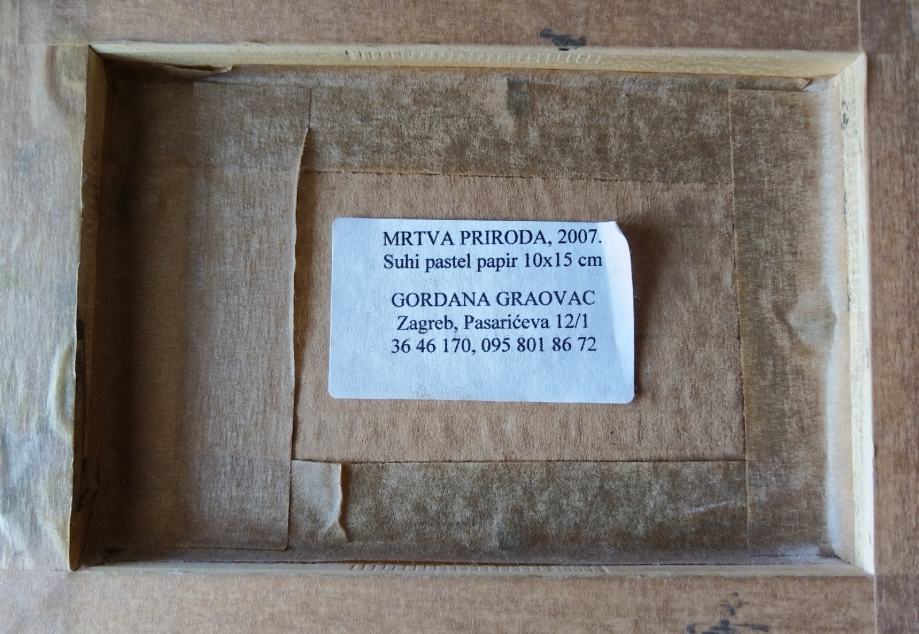 MRTVA PRIRODA, 2007.
Suhi pastel papir 10x15 cm
GORDANA GRAOVAC
Zagreb, Pasarićeva 12/1
36 46 170, 095 801 86 72